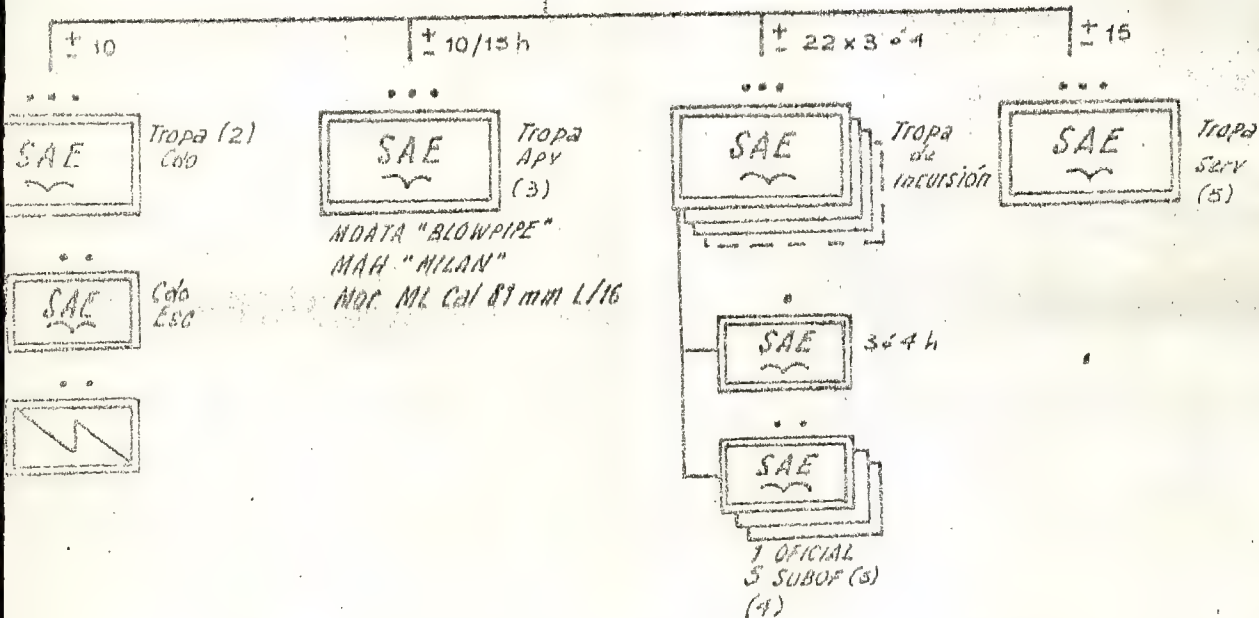 ± 10
± 10/15 h
± 22 x 3 ó 4
± 15
SAE
Tropa (2)
Cdo
SAE
Tropa
Apy
(3)
SAE
Tropa
de
incursión
SAE
Tropa
Serv
(5)
MDATA "BLOWPIPE"
MAH "MILAN"
Mor. ML Cal 81 mm L/16
SAE
Cdo
Esc
SAE
3 ó 4 h
SAE
1 OFICIAL
5 SUBOF (s)
(4)